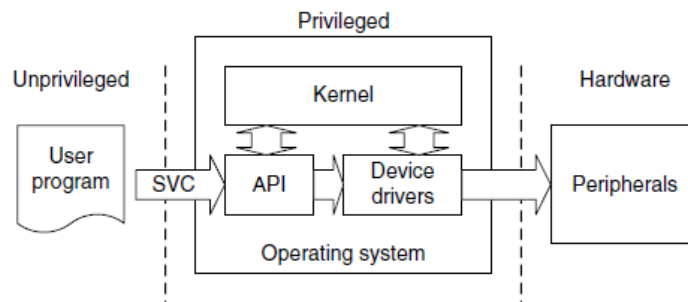 Privileged
Unprivileged
Hardware
Kernel
User
program
SVC
API
Device
drivers
Peripherals
Operating system